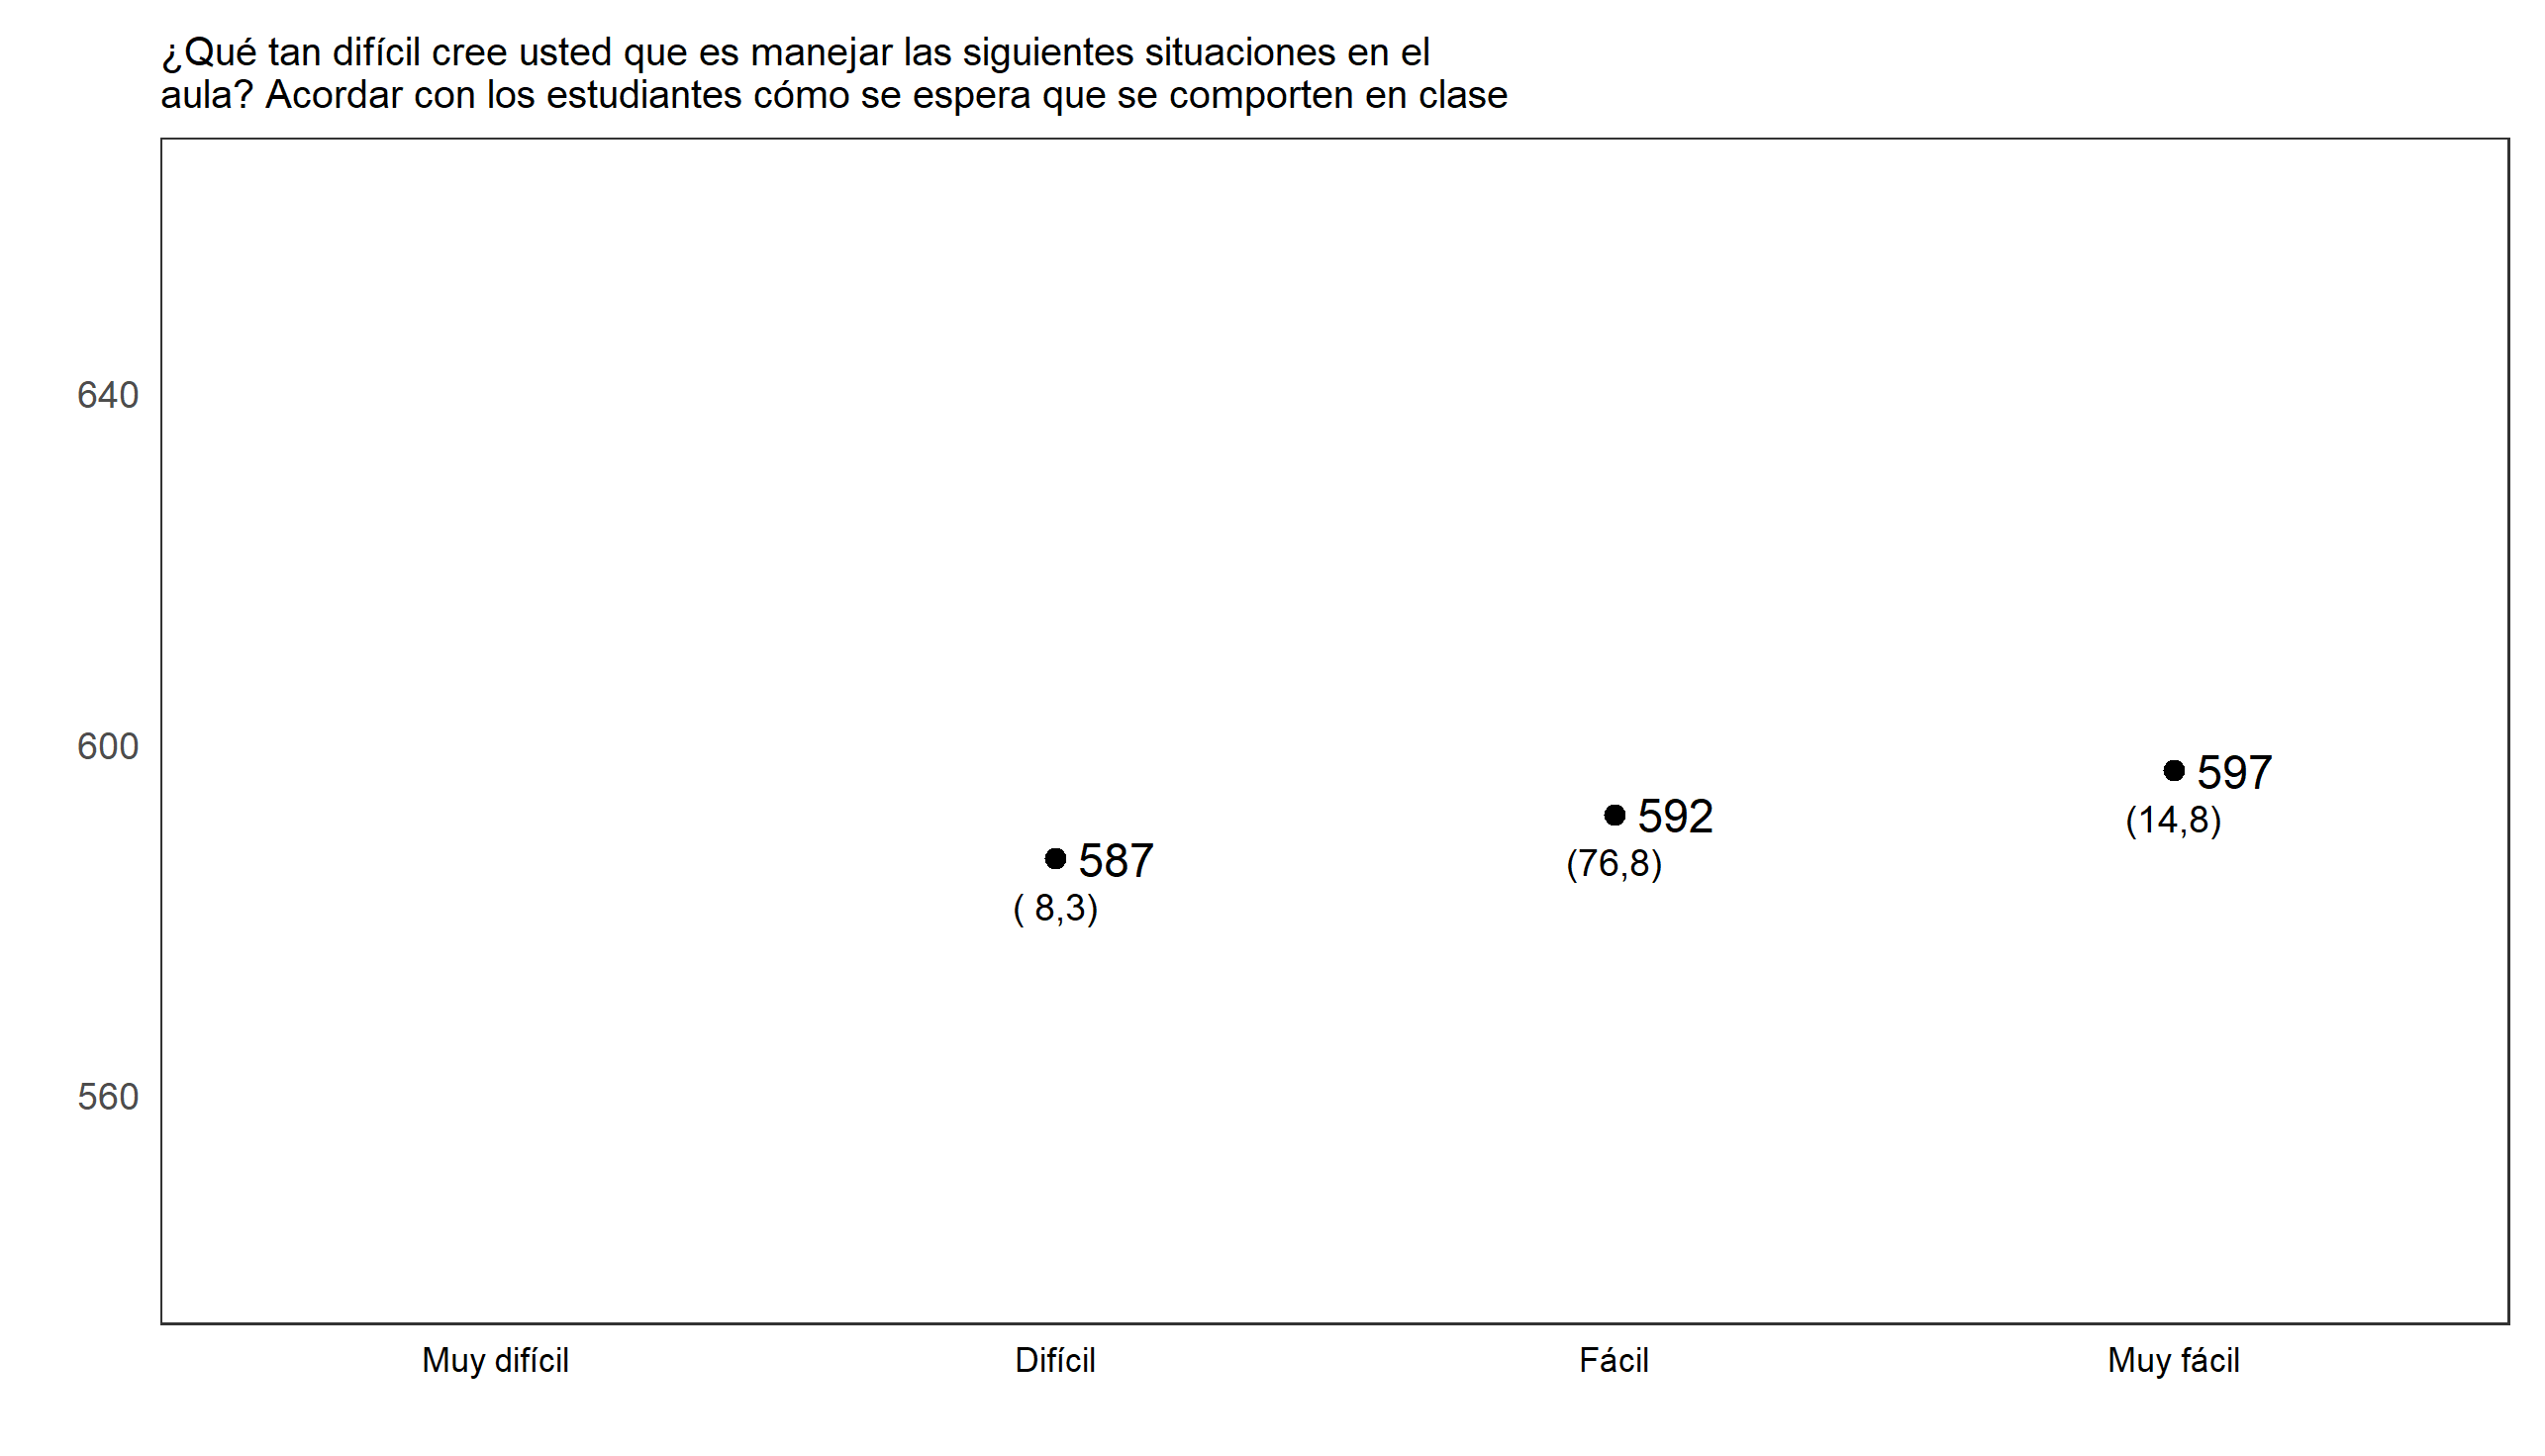 ¿Qué tan difícil cree usted que es manejar las siguientes situaciones en el
aula? Acordar con los estudiantes cómo se espera que se comporten en clase
640
600
560
597
(14,8)
592
(76,8)
587
( 8,3)
Muy difícil
Difícil
Fácil
Muy fácil